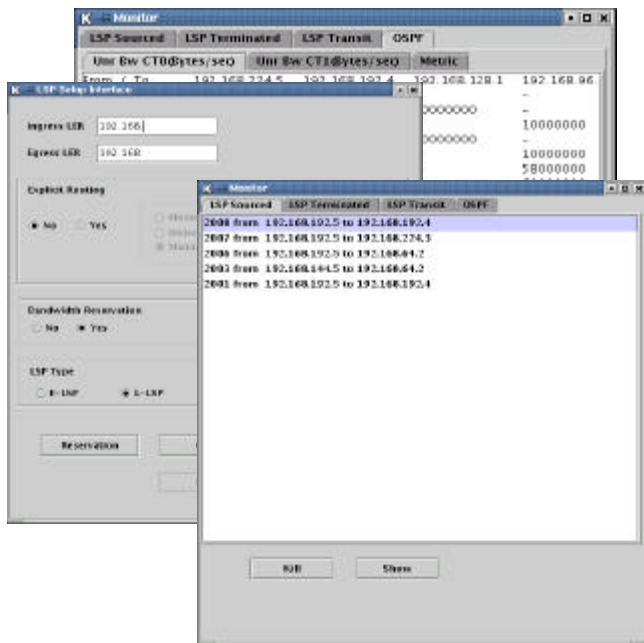 Monitor
LSP Sourced LSP Terminated LSP Transit OSPF
Unr Bw CT0(Bytes/sec) Unr Bw CT1(Bytes/sec) Metric
From / To 192.168.224.5 192.168.192.4 192.168.128.1 192.168.96.
10000000
10000000
58000000
LSP Setup Interface
Ingress LER 192.168
Egress LER 192.168
Explicit Routing
No Yes
Bandwidth Reservation
No Yes
LSP Type
E-LSP L-LSP
Reservation
Monitor
LSP Sourced LSP Terminated LSP Transit OSPF
2008 from 192.168.192.5 to 192.168.192.4
2007 from 192.168.192.5 to 192.168.224.5
2006 from 192.168.192.5 to 192.168.64.2
2003 from 192.168.144.5 to 192.168.64.2
2001 from 192.168.192.5 to 192.168.192.4
Kill Show